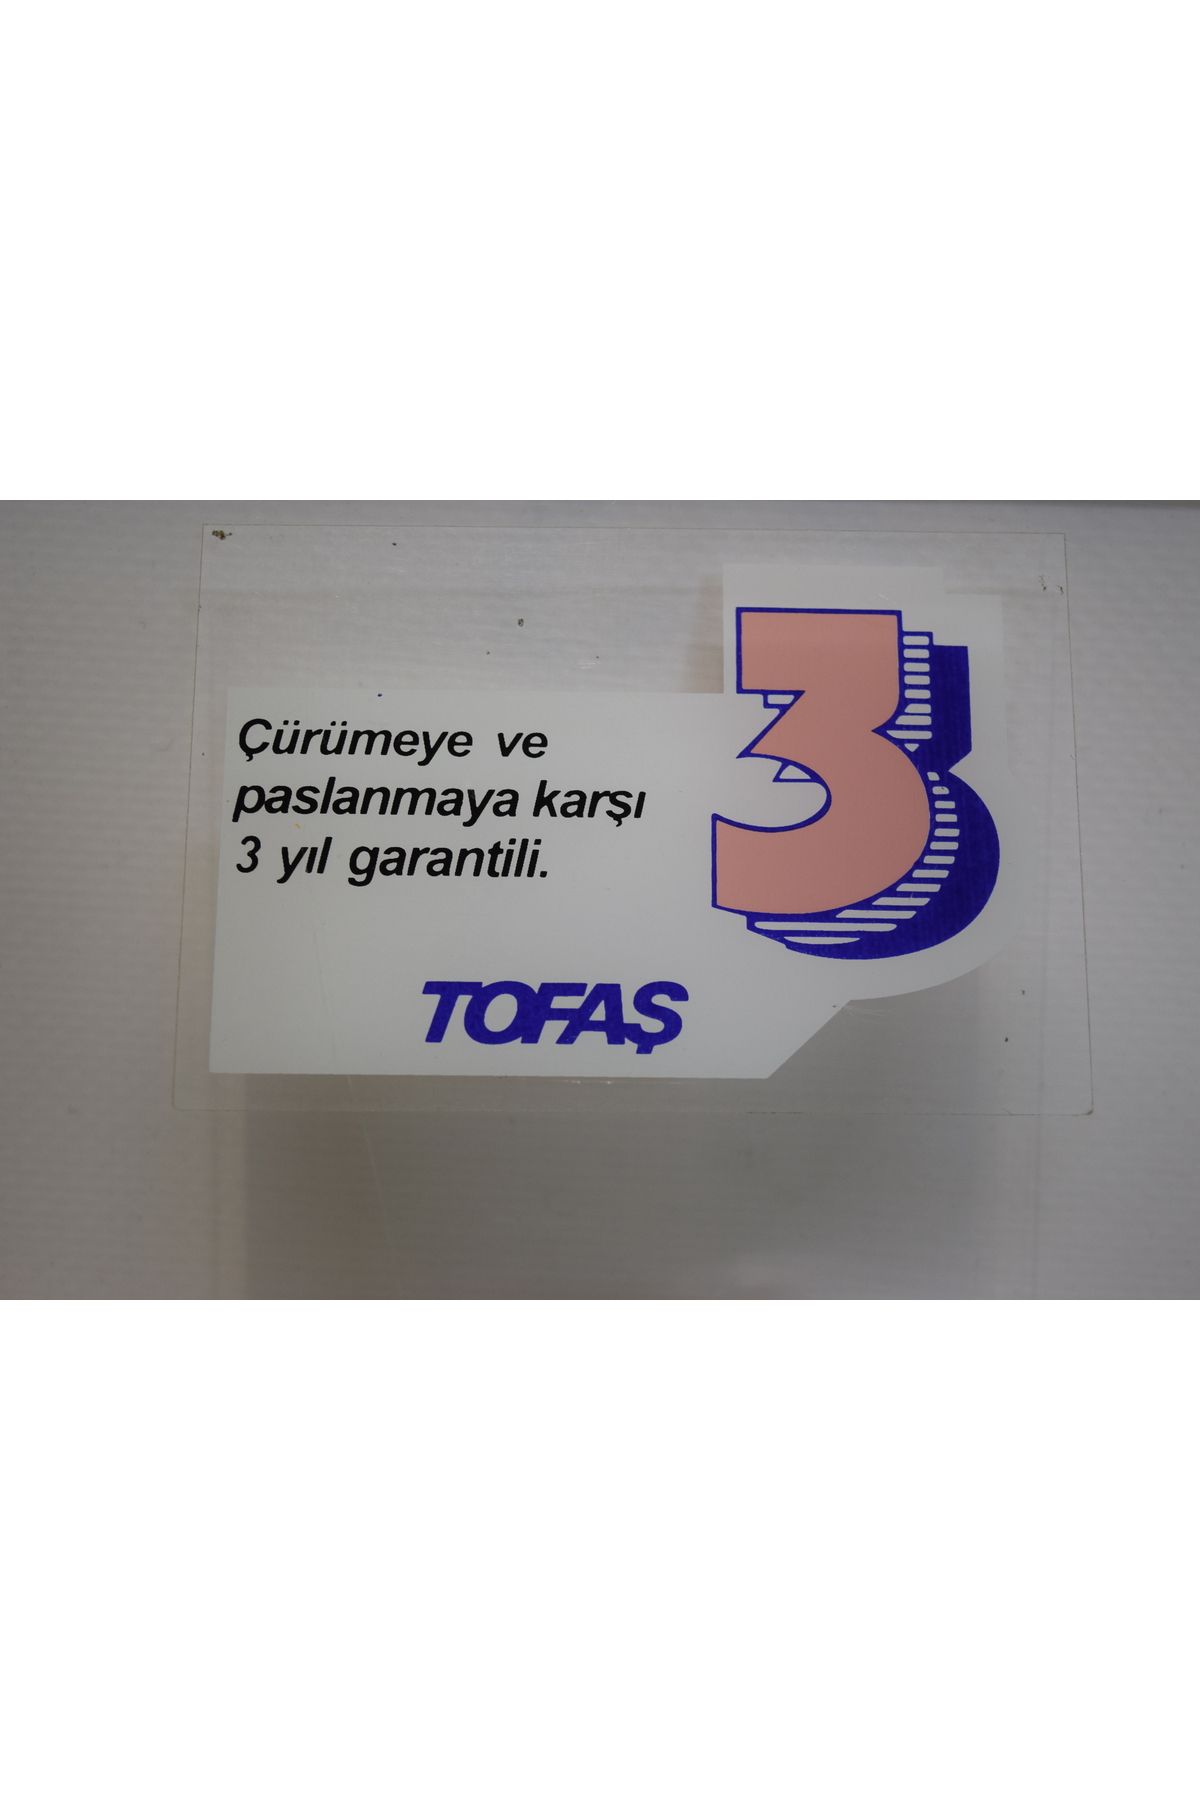 Çürümeye ve
paslanmaya karşı
3 yıl garantili.
3
TOFAŞ